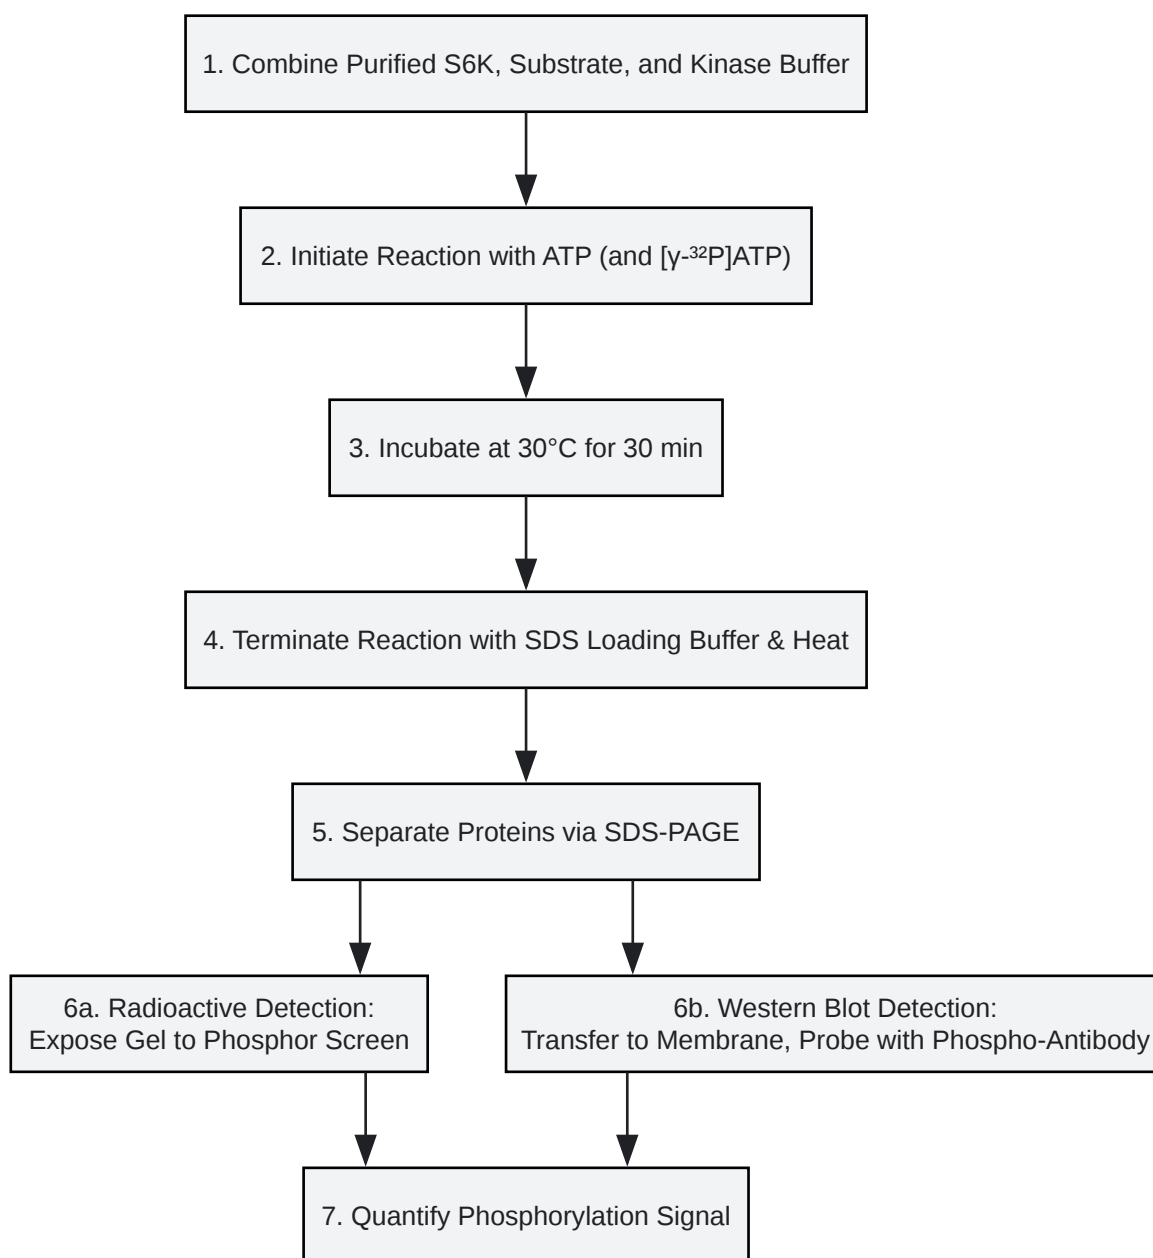 1. Combine Purified S6K, Substrate, and Kinase Buffer
2. Initiate Reaction with ATP (and [γ-³²P]ATP)
3. Incubate at 30°C for 30 min
4. Terminate Reaction with SDS Loading Buffer & Heat
5. Separate Proteins via SDS-PAGE
6a. Radioactive Detection:
Expose Gel to Phosphor Screen
6b. Western Blot Detection:
Transfer to Membrane, Probe with Phospho-Antibody
7. Quantify Phosphorylation Signal